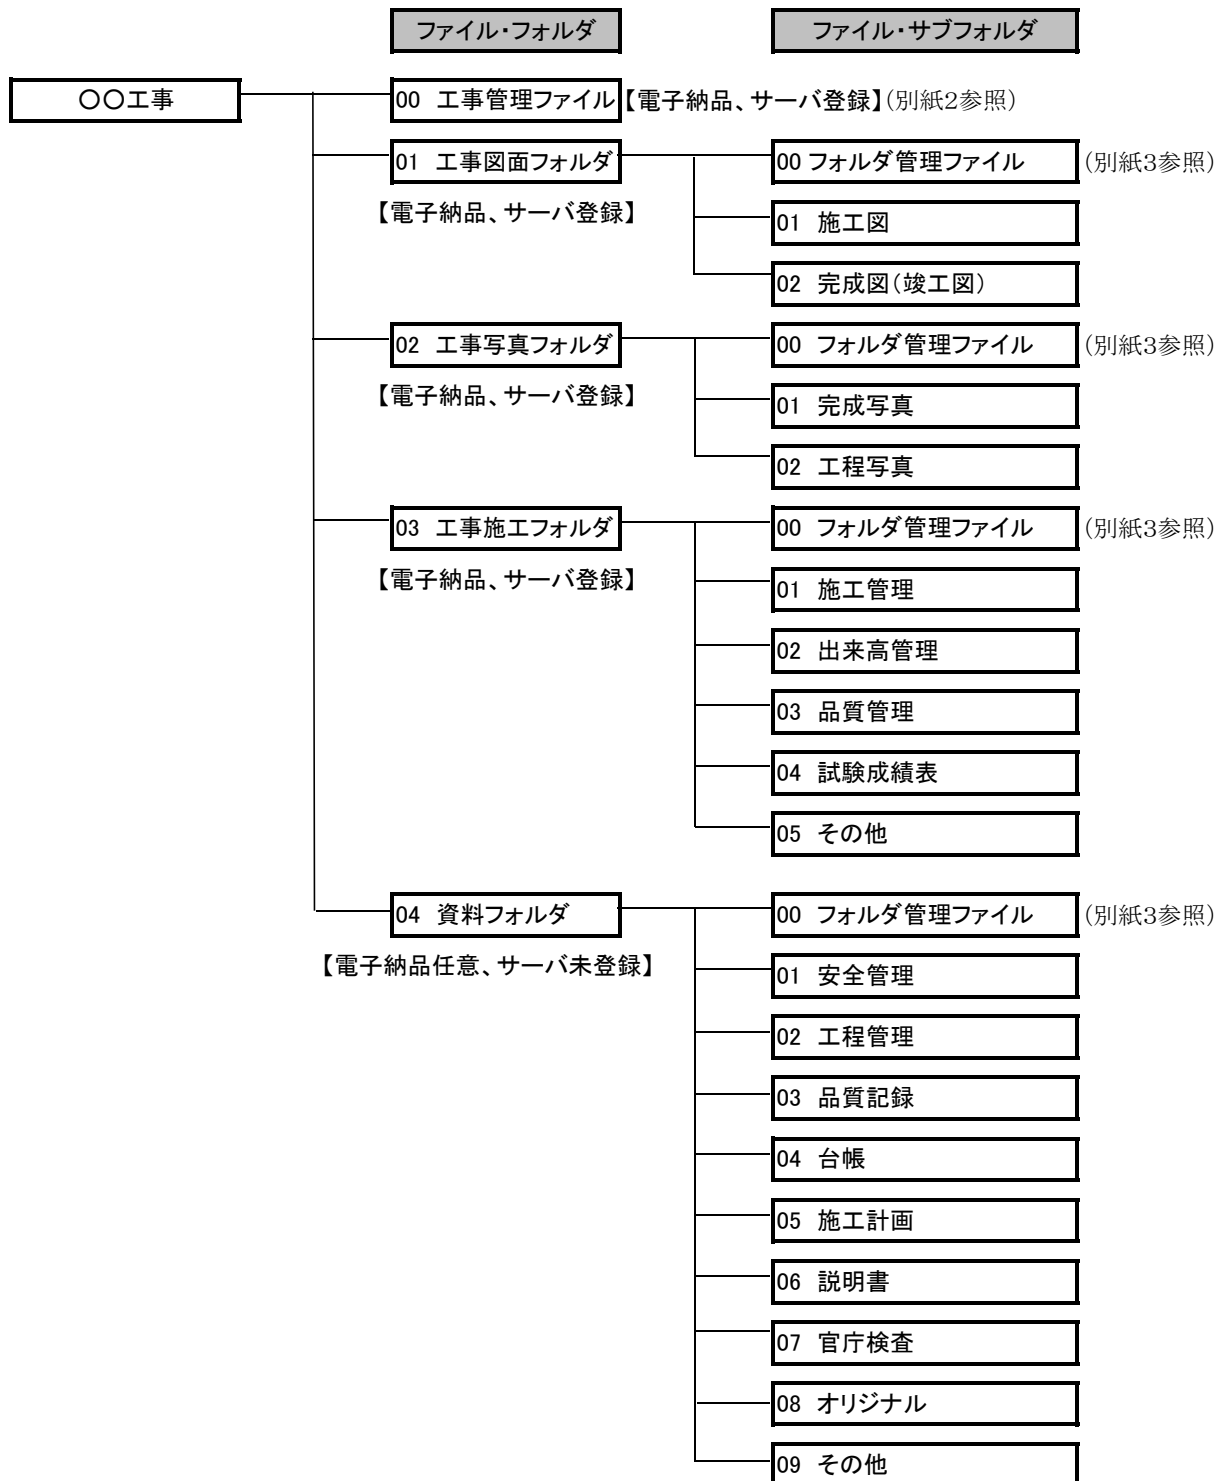 ファイル・フォルダ ファイル・サブフォルダ
〇〇工事 00 工事管理ファイル 【電子納品、サーバ登録】(別紙2参照)
01 工事図面フォルダ 00 フォルダ管理ファイル (別紙3参照)
【電子納品、サーバ登録】 01 施工図
02 完成図(竣工図)
02 工事写真フォルダ 00 フォルダ管理ファイル (別紙3参照)
【電子納品、サーバ登録】 01 完成写真
02 工程写真
03 工事施工フォルダ 00 フォルダ管理ファイル (別紙3参照)
【電子納品、サーバ登録】 01 施工管理
02 出来高管理
03 品質管理
04 試験成績表
05 その他
04 資料フォルダ 00 フォルダ管理ファイル (別紙3参照)
【電子納品任意、サーバ未登録】 01 安全管理
02 工程管理
03 品質記録
04 台帳
05 施工計画
06 説明書
07 官庁検査
08 オリジナル
09 その他